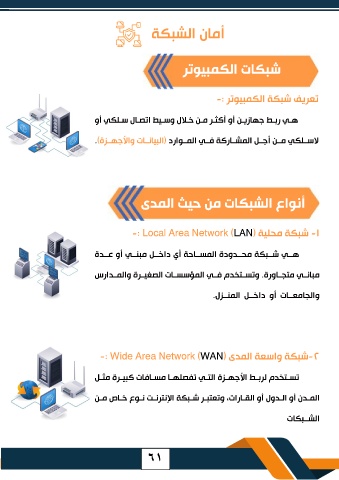 أمان الشبكة
شبكات الكمبيوتر
تعريف شبكة الكمبيوتر :-
هي ربط جهازين أو أكثر من خلال وسيط اتصال سلكي أو
لاسلكي من أجل المشاركة في الموارد (البيانات والأجهزة).
أنواع الشبكات من حيث المدى
١- شبكة محلية Local Area Network (LAN) :-
هي شبكة محدودة المساحة أي داخل مبنى أو عدة
مباني متجاورة. وتستخدم في المؤسسات الصغيرة والمدارس
والجامعات أو داخل المنزل.
٢-شبكة واسعة المدى Wide Area Network (WAN) :-
تستخدم لربط الأجهزة التي تفصلها مسافات كبيرة مثل
المدن أو الدول أو القارات، وتعتبر شبكة الإنترنت نوع خاص من
الشبكات
٦١